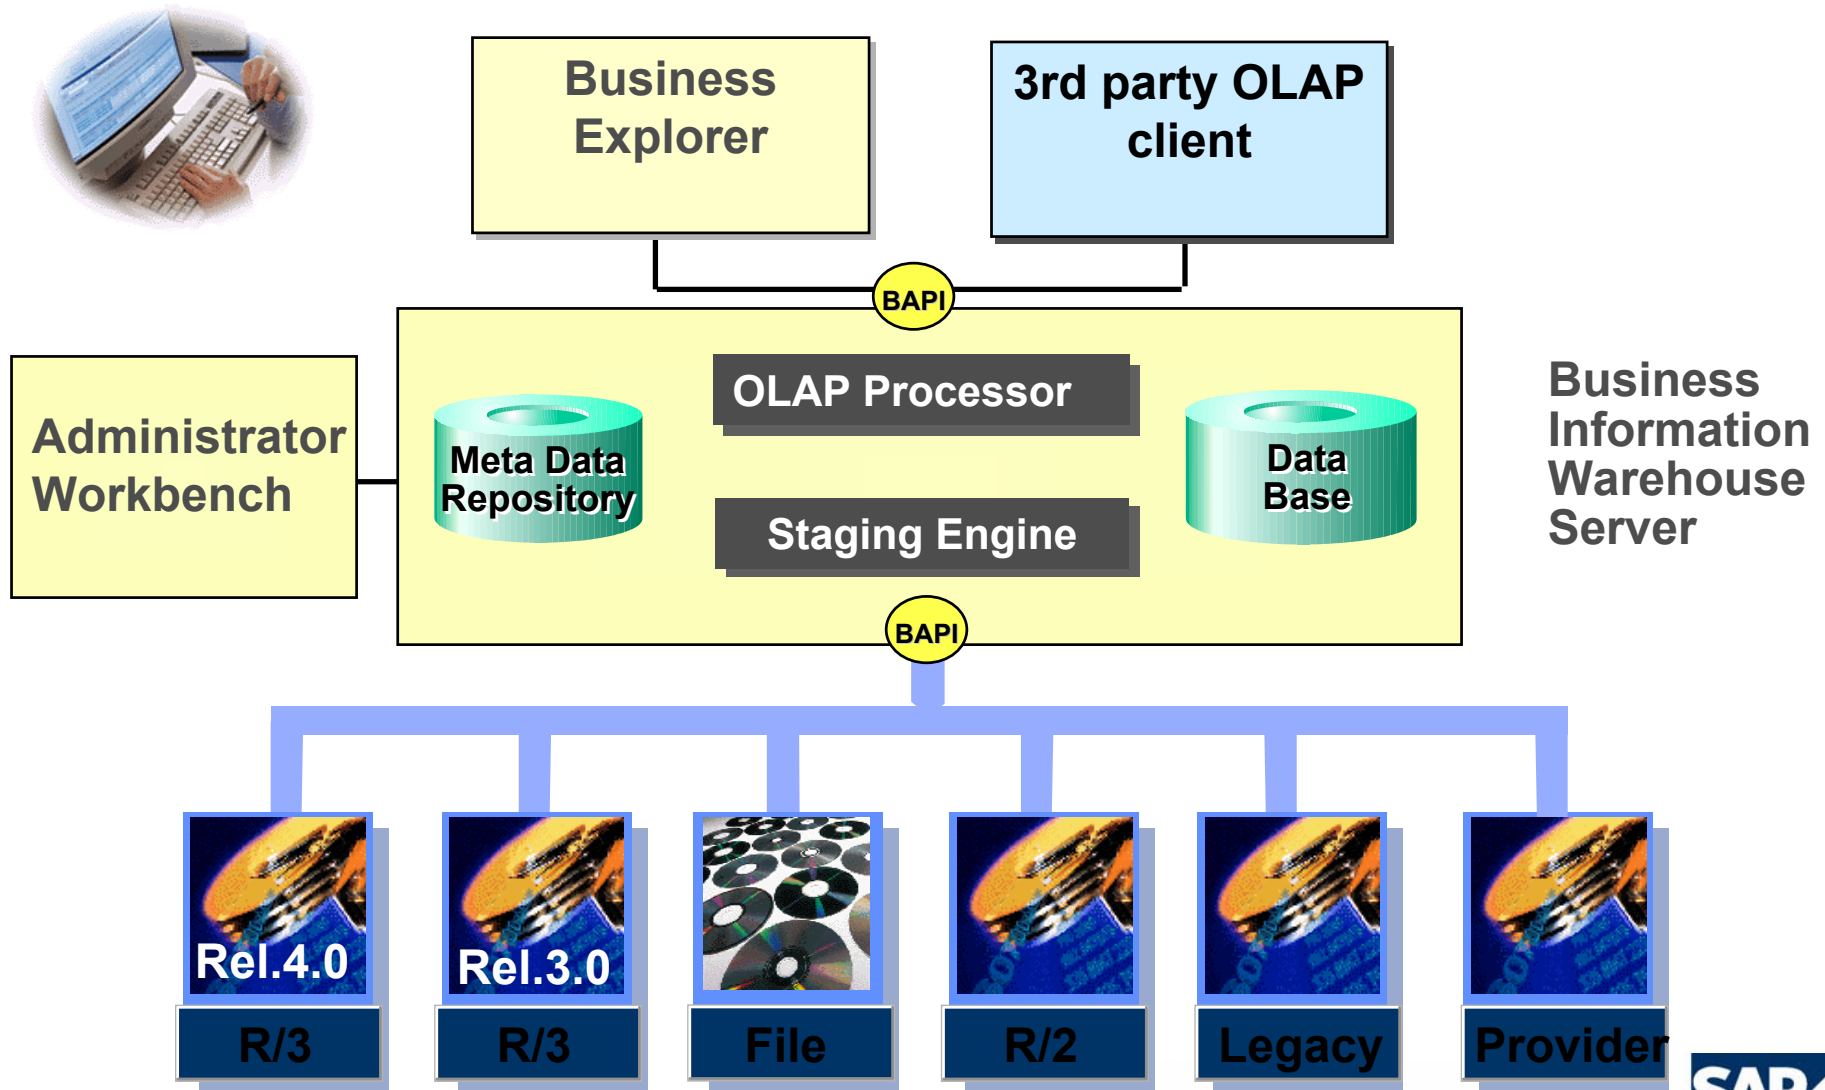 Business
Explorer
3rd party OLAP
client
BAPI
Administrator
Workbench
Meta Data
Repository
OLAP Processor
Staging Engine
Data
Base
Business
Information
Warehouse
Server
BAPI
Rel.4.0
Rel.3.0
R/3
R/3
File
R/2
Legacy
Provider
SAP